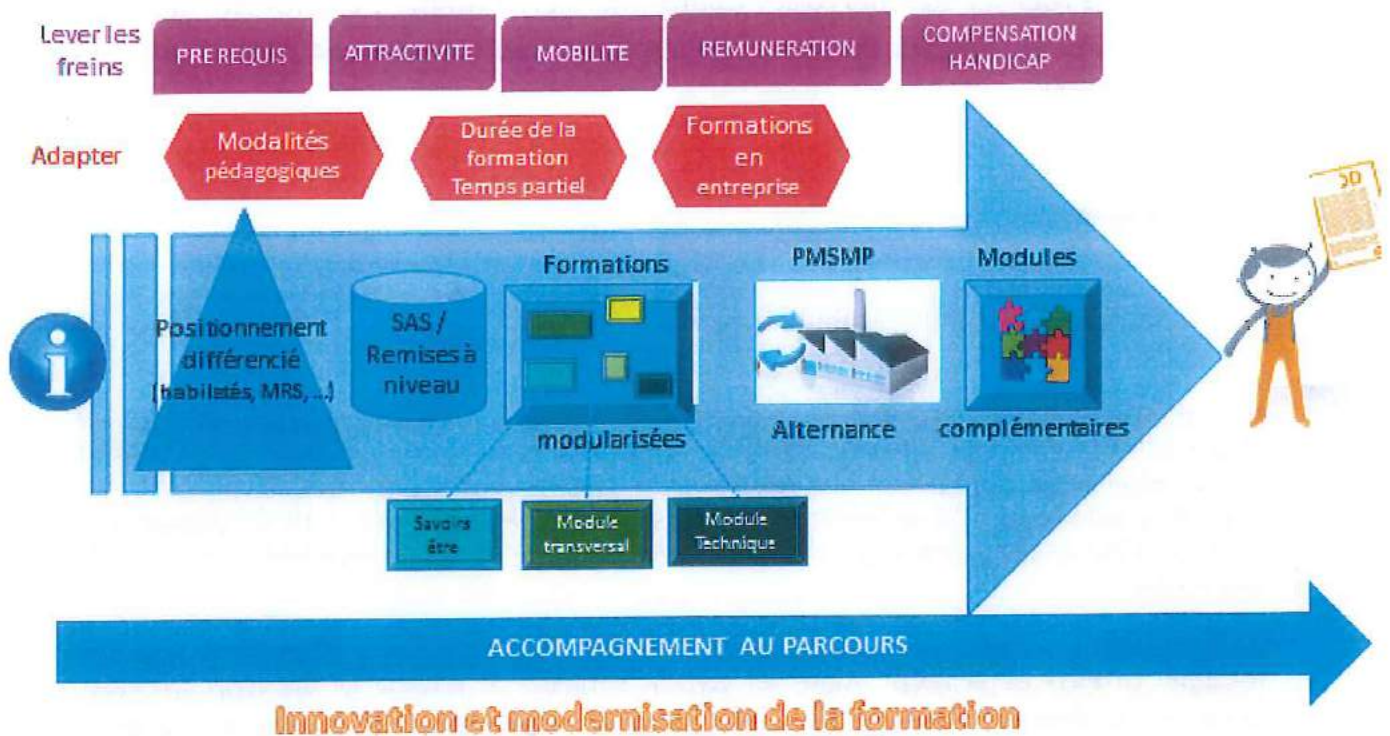 Lever les
freins
PREREQUIS
ATTRACTIVITE
MOBILITE
REMUNERATION
COMPENSATION
HANDICAP
Adapter
Modalités
pédagogiques
Durée de la
formation
Temps partiel
Formations
en
entreprise
i
Positionnement
différencié
(habiletés, MRS, ...)
SAS /
Remises à
niveau
Formations
modularisées
PMSMP
Alternance
Modules
complémentaires
Savoirs
être
Module
transversal
Module
Technique
ACCOMPAGNEMENT AU PARCOURS
Innovation et modernisation de la formation